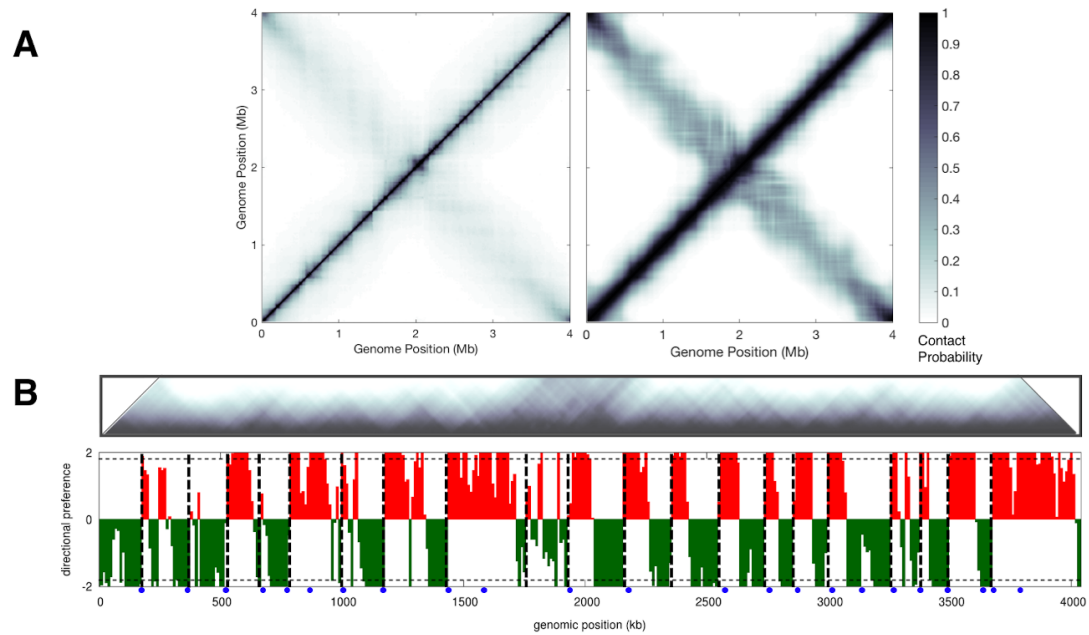 A
4
3
2
1
0
Genome Position (Mb)
0
1
2
3
4
Genome Position (Mb)
0
1
2
3
4
Genome Position (Mb)
1
0.9
0.8
0.7
0.6
0.5
0.4
0.3
0.2
0.1
0
Contact
Probability
B
2
0
-2
directional preference
0 500 1000 1500 2000 2500 3000 3500 4000
genomic position (kb)